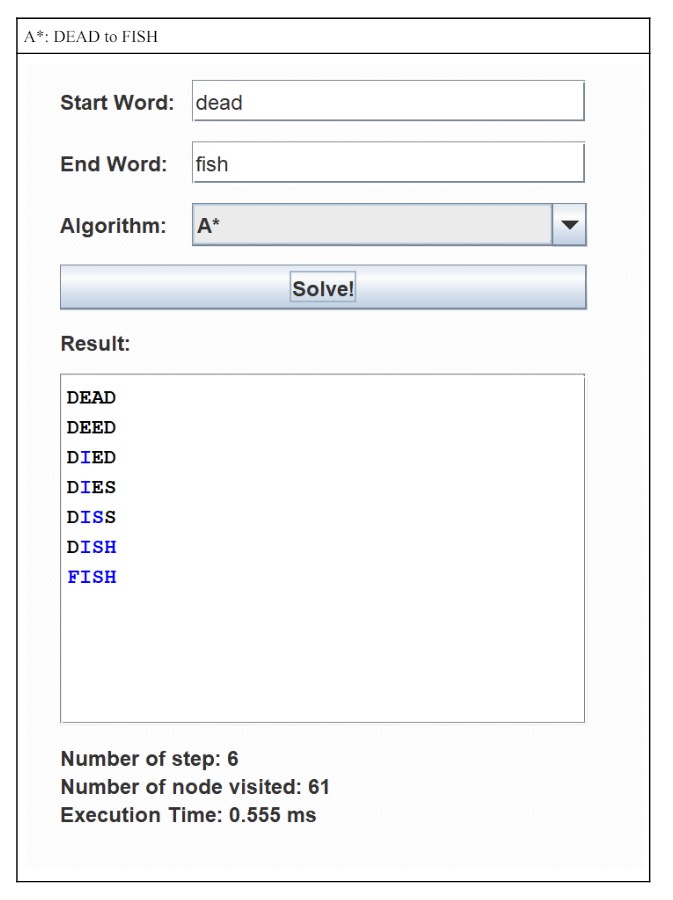 A*: DEAD to FISH
Start Word: dead
End Word: fish
Algorithm: A*
Solve!
Result:
DEAD
DEED
DIED
DIES
DISS
DISH
FISH
Number of step: 6
Number of node visited: 61
Execution Time: 0.555 ms